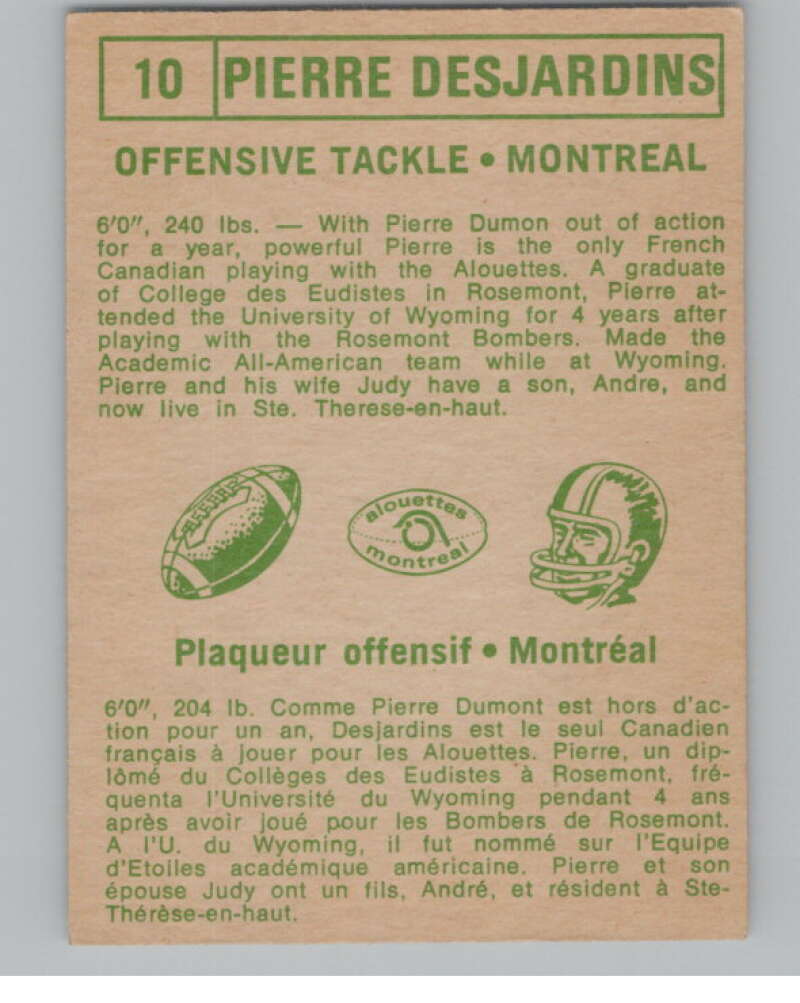 10 PIERRE DESJARDINS
OFFENSIVE TACKLE • MONTREAL
6'0", 240 lbs. — With Pierre Dumon out of action
for a year, powerful Pierre is the only French
Canadian playing with the Alouettes. A graduate
of College des Eudistes in Rosemont, Pierre at-
tended the University of Wyoming for 4 years after
playing with the Rosemont Bombers. Made the
Academic All-American team while at Wyoming.
Pierre and his wife Judy have a son, Andre, and
now live in Ste. Therese-en-haut.
alouettes
montreal
Plaqueur offensif • Montréal
6'0", 204 lb. Comme Pierre Dumont est hors d'ac-
tion pour un an, Desjardins est le seul Canadien
français à jouer pour les Alouettes. Pierre, un dip-
lômé du Collèges des Eudistes à Rosemont, fré-
quenta l'Université du Wyoming pendant 4 ans
après avoir joué pour les Bombers de Rosemont.
A l'U. du Wyoming, il fut nommé sur l'Equipe
d'Etoiles académique américaine. Pierre et son
épouse Judy ont un fils, André, et résident à Ste-
Thérèse-en-haut.